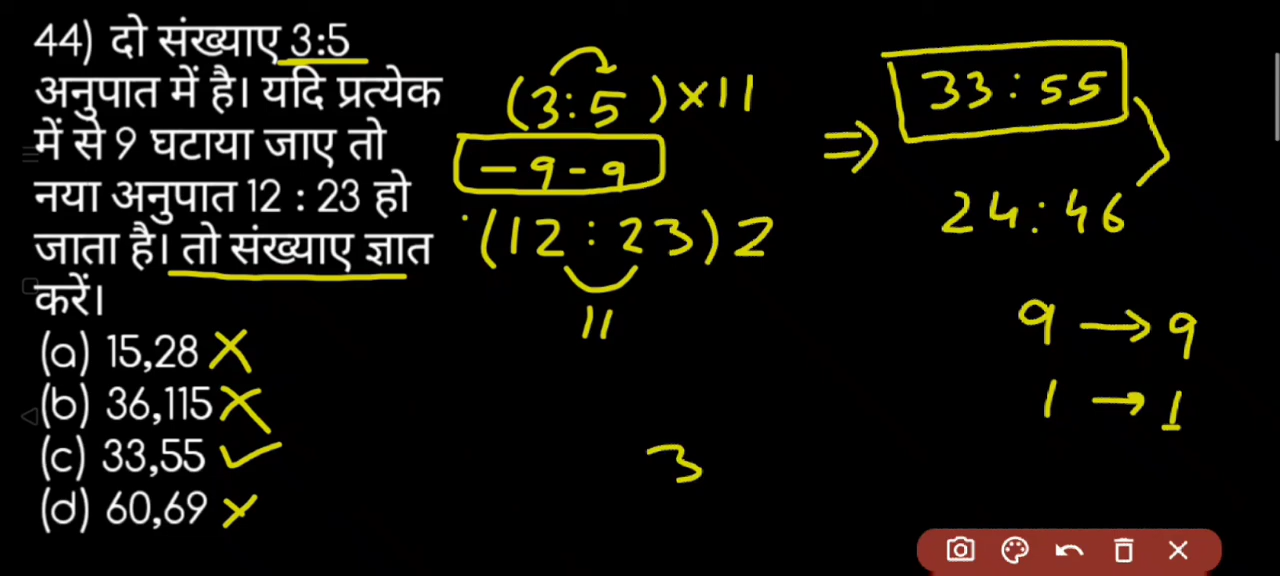 44) दो संख्याए 3:5
अनुपात में है। यदि प्रत्येक
में से 9 घटाया जाए तो
नया अनुपात 12 : 23 हो
जाता है। तो संख्याए ज्ञात
करें।
(a) 15,28
(b) 36,115
(c) 33,55
(d) 60,69
(3:5)×11
-9-9
(12:23)2
11
⇒ 33:55
24:46
9→9
1→1
3